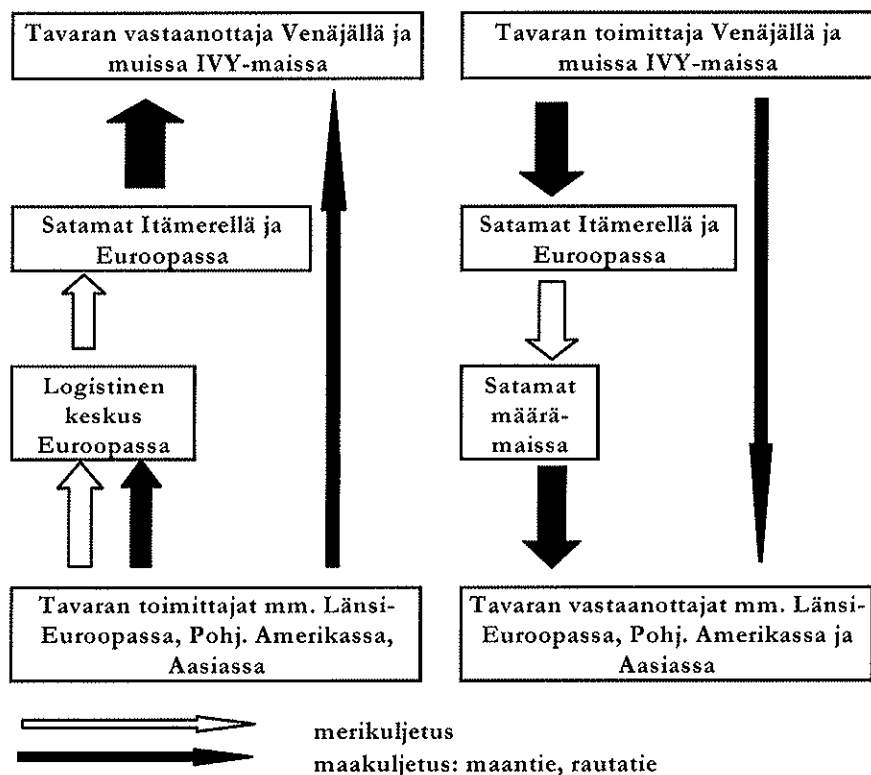 Tavaran vastaanottaja Venäjällä ja
muissa IVY-maissa
Satamat Itämerellä ja
Euroopassa
Logistinen
keskus
Euroopassa
Tavaran toimittajat mm. Länsi-
Euroopassa, Pohj. Amerikassa,
Aasiassa
Tavaran toimittaja Venäjällä ja
muissa IVY-maissa
Satamat Itämerellä ja
Euroopassa
Satamat
määrä-
maissa
Tavaran vastaanottajat mm. Länsi-
Euroopassa, Pohj. Amerikassa ja
Aasiassa
merikuljetus
maakuljetus: maantie, rautatie